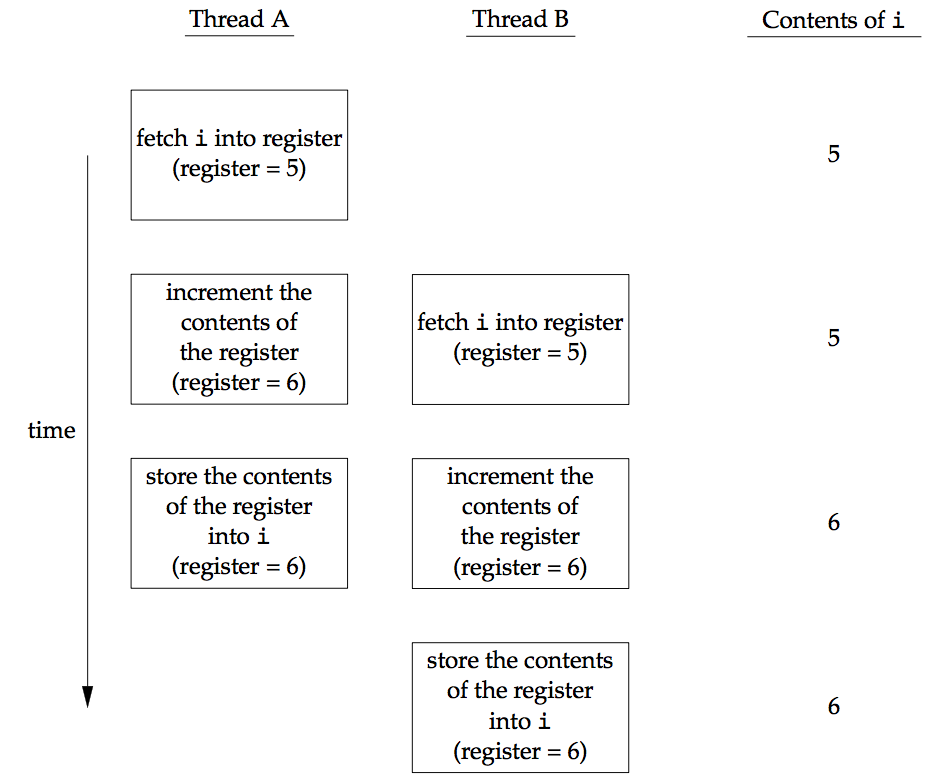 Thread A
Thread B
Contents of i
fetch i into register
(register = 5)
5
increment the
contents of
the register
(register = 6)
fetch i into register
(register = 5)
5
time
store the contents
of the register
into i
(register = 6)
increment the
contents of
the register
(register = 6)
6
store the contents
of the register
into i
(register = 6)
6